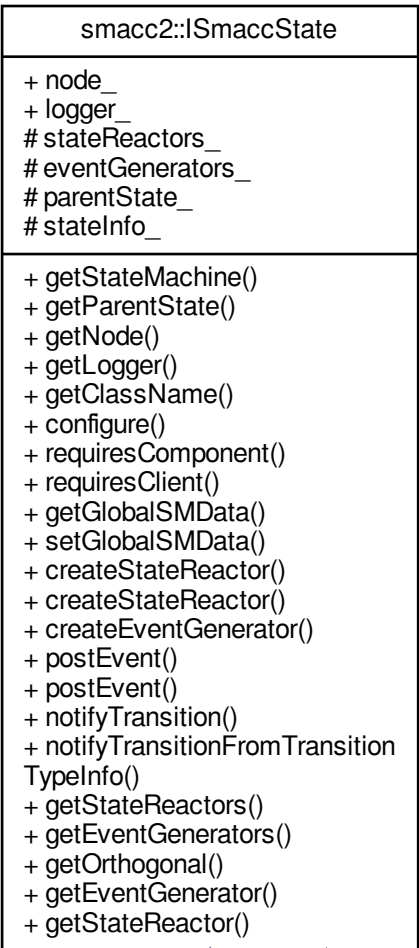 smacc2::ISmaccState
+ node_
+ logger_
# stateReactors_
# eventGenerators_
# parentState_
# stateInfo_
+ getStateMachine()
+ getParentState()
+ getNode()
+ getLogger()
+ getClassName()
+ configure()
+ requiresComponent()
+ requiresClient()
+ getGlobalSMData()
+ setGlobalSMData()
+ createStateReactor()
+ createStateReactor()
+ createEventGenerator()
+ postEvent()
+ postEvent()
+ notifyTransition()
+ notifyTransitionFromTransition
TypeInfo()
+ getStateReactors()
+ getEventGenerators()
+ getOrthogonal()
+ getEventGenerator()
+ getStateReactor()